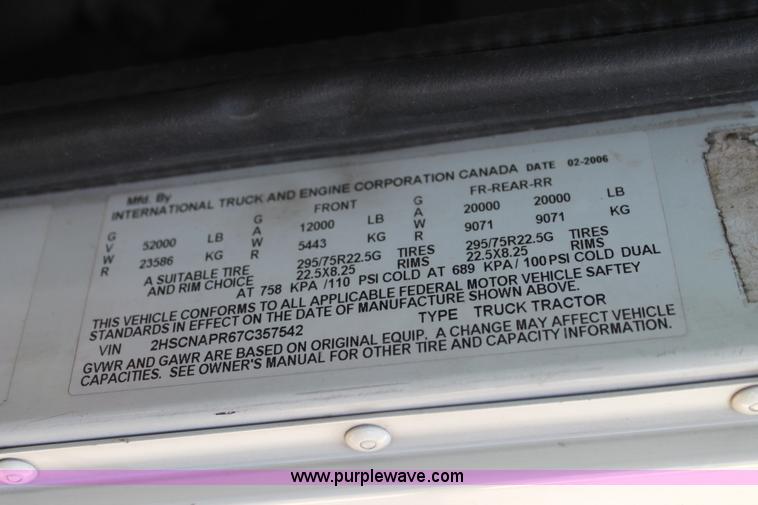 Mfd. By
INTERNATIONAL TRUCK AND ENGINE CORPORATION CANADA DATE 02-2006
G G FRONT G FR-REAR-RR
V 52000 LB A 12000 LB A 20000 20000 LB
W 23586 KG W 5443 KG W 9071 9071 KG
R R 295/75R22.5G TIRES R 295/75R22.5G TIRES
A SUITABLE TIRE 22.5X8.25 RIMS 22.5X8.25 RIMS
AND RIM CHOICE AT 758 KPA/110 PSI COLD AT 689 KPA/100PSI COLD DUAL
THIS VEHICLE CONFORMS TO ALL APPLICABLE FEDERAL MOTOR VEHICLE SAFTEY
STANDARDS IN EFFECT ON THE DATE OF MANUFACTURE SHOWN ABOVE.
VIN 2HSCNAPR67C357542 TYPE TRUCK TRACTOR
GVWR AND GAWR ARE BASED ON ORIGINAL EQUIP. A CHANGE MAY AFFECT VEHICLE
CAPACITIES. SEE OWNER'S MANUAL FOR OTHER TIRE AND CAPACITY INFORMATION.
www.purplewave.com